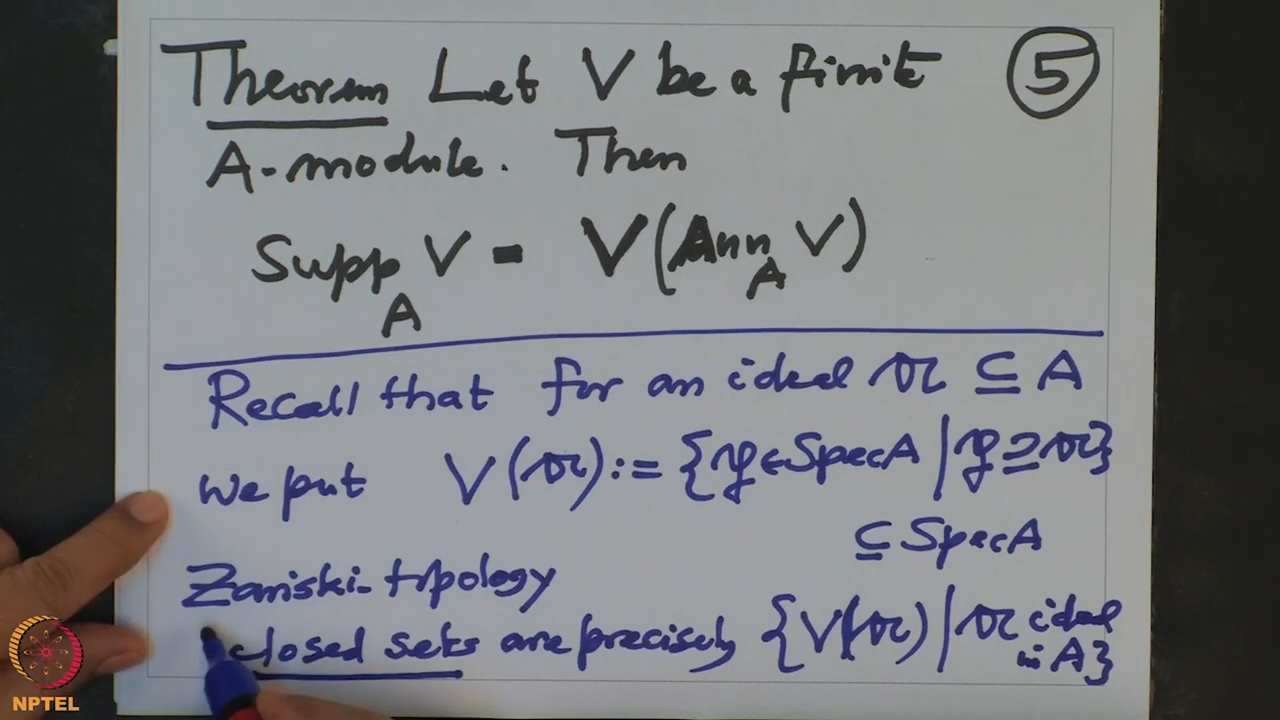 Theorem Let V be a finite ⑤
A-module. Then
Supp_A V = V(Ann_A V)
Recall that for an ideal 𝔞 ⊆ A
we put V(𝔞) := {𝔭 ∈ Spec A | 𝔭 ⊇ 𝔞}
⊆ Spec A
Zariski-topology
closed sets are precisely {V(𝔞) | 𝔞 ideal in A}
NPTEL